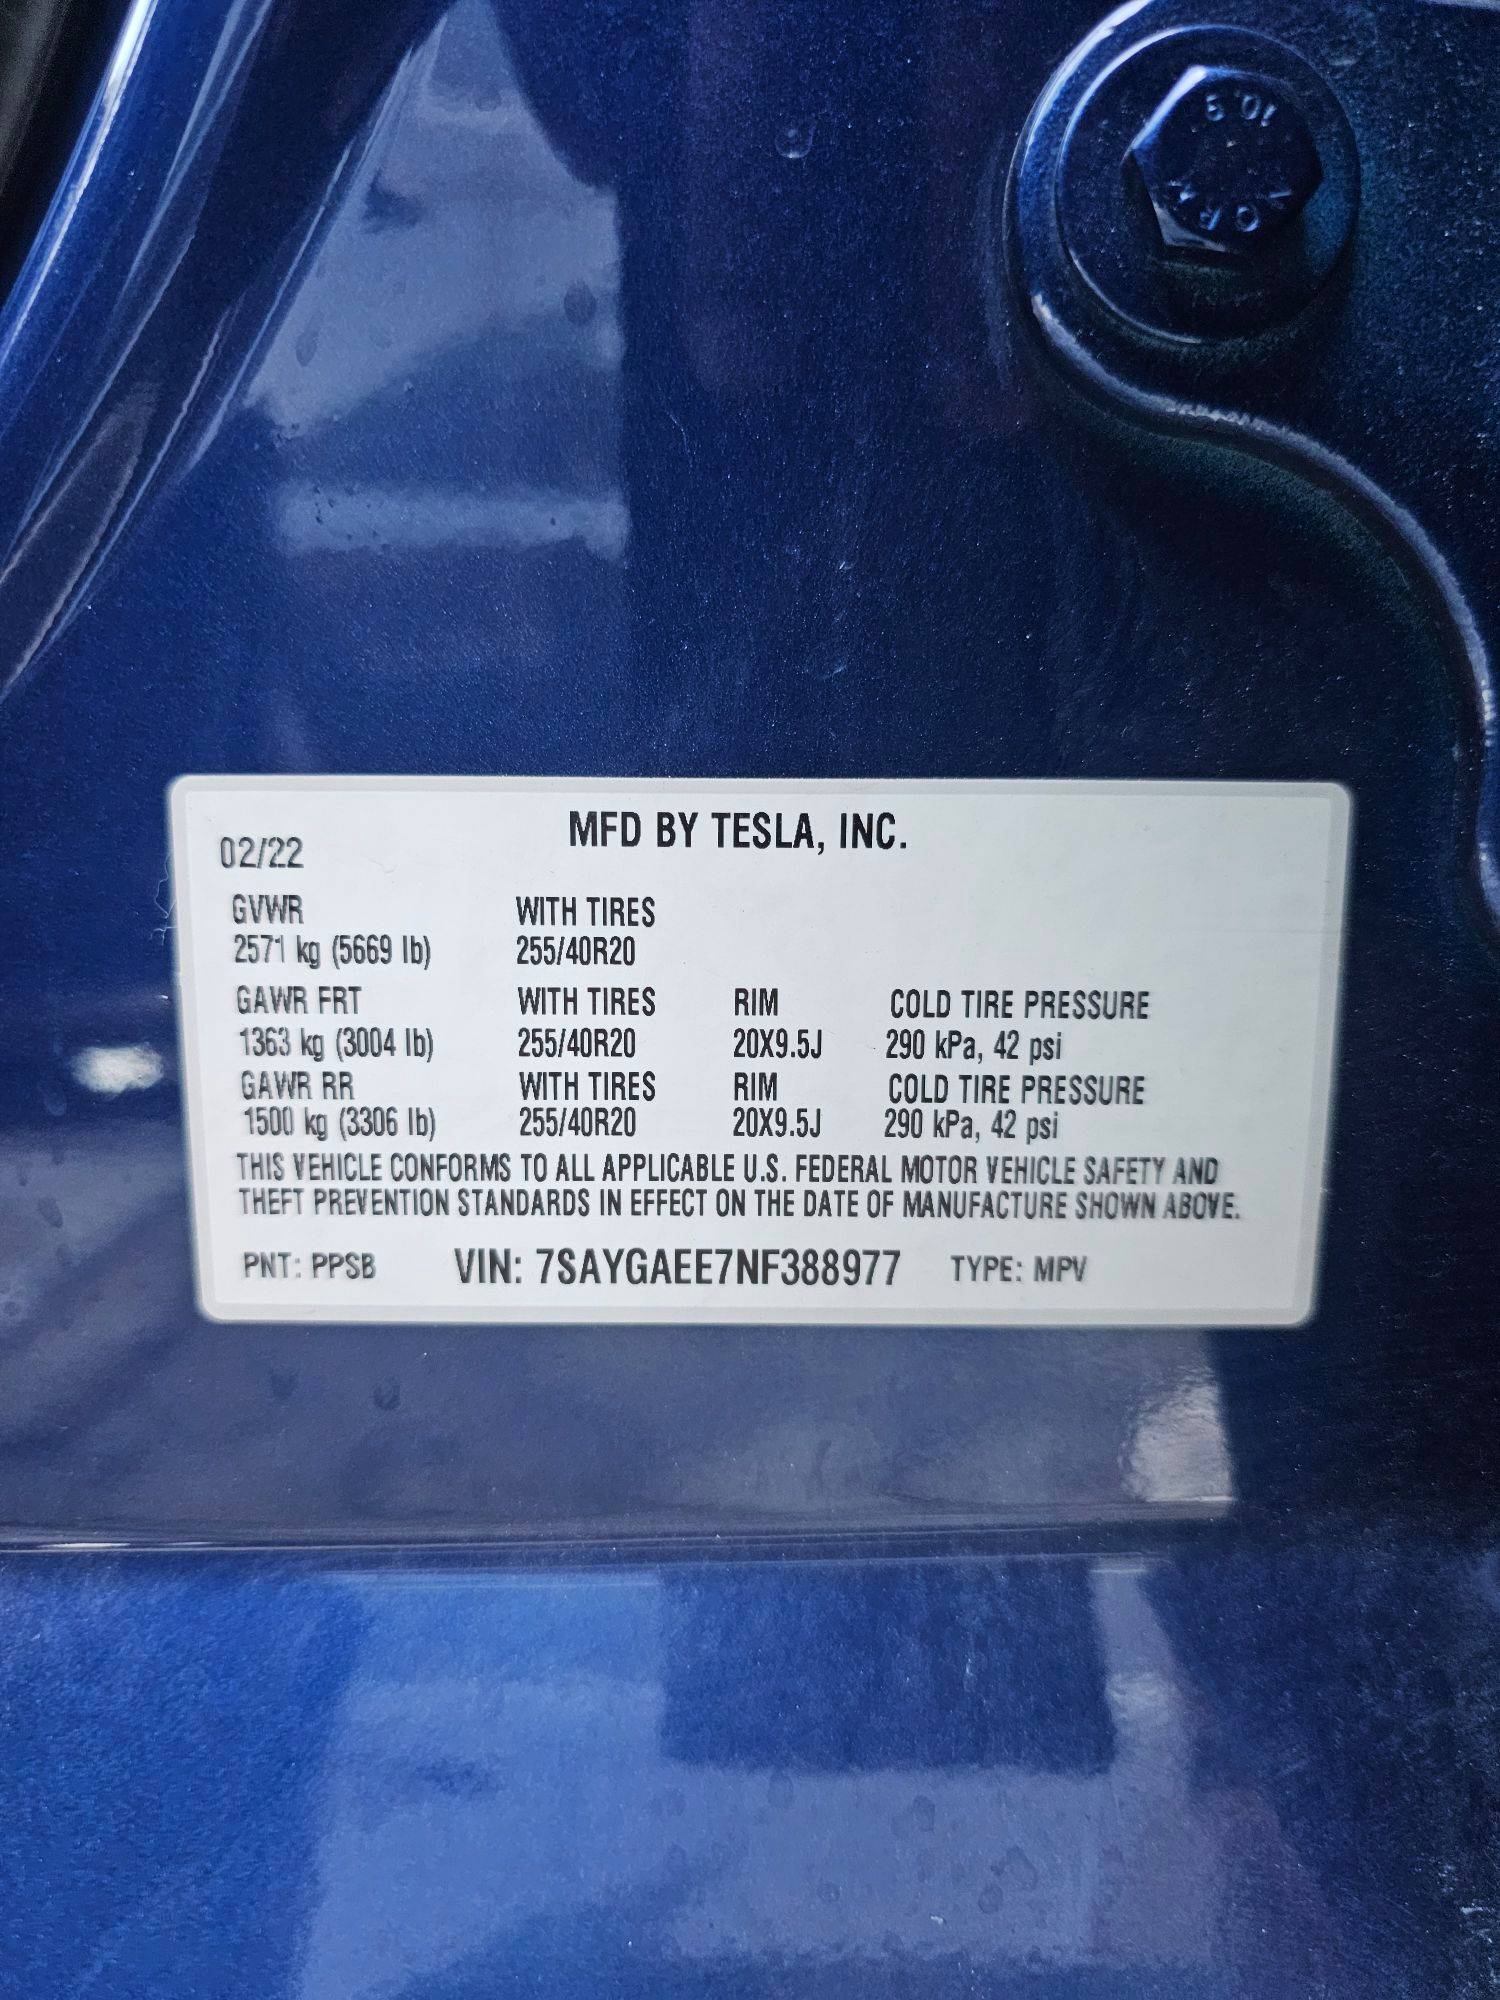 10.9
MFD BY TESLA, INC.
02/22
GVWR WITH TIRES
2571 kg (5669 lb) 255/40R20
GAWR FRT WITH TIRES RIM COLD TIRE PRESSURE
1363 kg (3004 lb) 255/40R20 20X9.5J 290 kPa, 42 psi
GAWR RR WITH TIRES RIM COLD TIRE PRESSURE
1500 kg (3306 lb) 255/40R20 20X9.5J 290 kPa, 42 psi
THIS VEHICLE CONFORMS TO ALL APPLICABLE U.S. FEDERAL MOTOR VEHICLE SAFETY AND
THEFT PREVENTION STANDARDS IN EFFECT ON THE DATE OF MANUFACTURE SHOWN ABOVE.
PNT: PPSB VIN: 7SAYGAEE7NF388977 TYPE: MPV